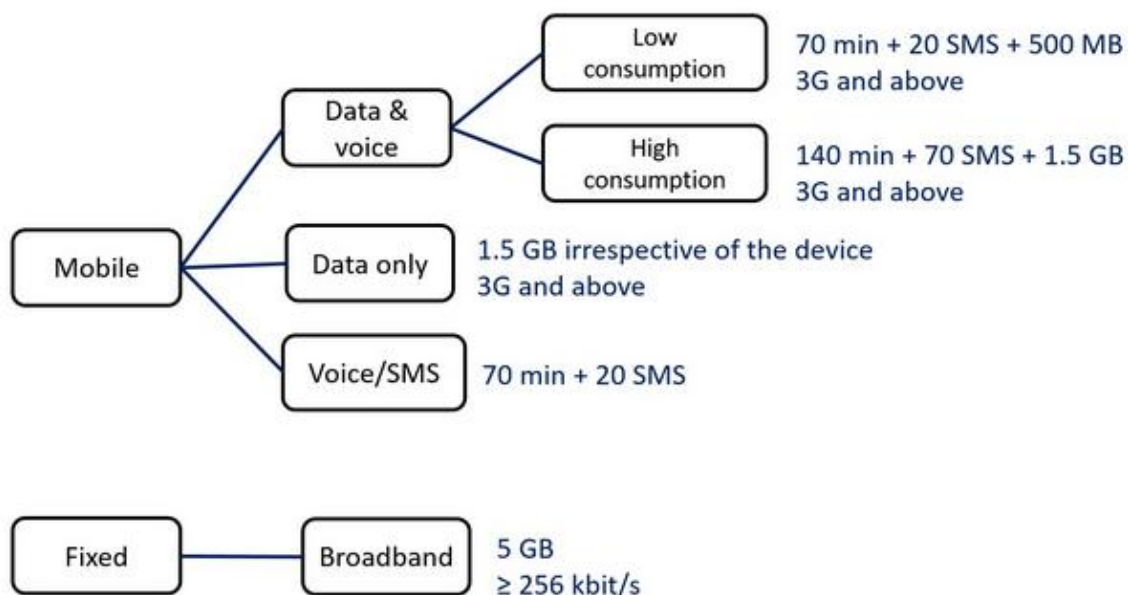 Low
consumption
70 min + 20 SMS + 500 MB
3G and above
Data &
voice
High
consumption
140 min + 70 SMS + 1.5 GB
3G and above
Mobile
Data only
1.5 GB irrespective of the device
3G and above
Voice/SMS
70 min + 20 SMS
Fixed
Broadband
5 GB
≥ 256 kbit/s